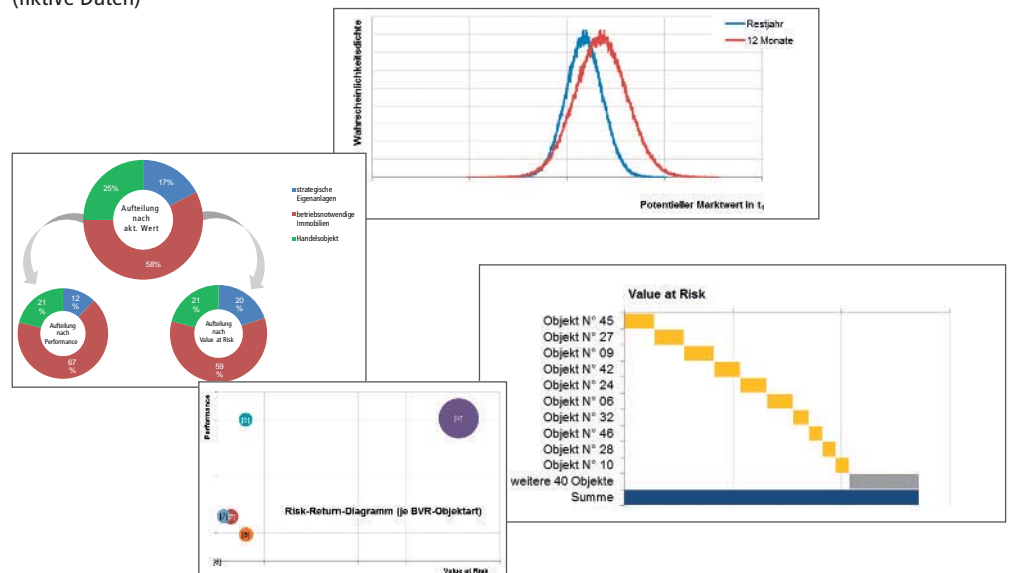 (fiktive Daten)
Wahrscheinlichkeitsdichte
Restjahr
12 Monate
Potentieller Marktwert in t₁
25%
17%
58%
Aufteilung
nach
akt. Wert
strategische
Eigenanlagen
betriebsnotwendige
Immobilien
Handelsobjekt
21
%
12
%
67
%
Aufteilung
nach
Performance
21
%
20
%
59
%
Aufteilung
nach
Value at Risk
Value at Risk
Objekt N° 45
Objekt N° 27
Objekt N° 09
Objekt N° 42
Objekt N° 24
Objekt N° 06
Objekt N° 32
Objekt N° 46
Objekt N° 28
Objekt N° 10
weitere 40 Objekte
Summe
Performance
Risk-Return-Diagramm (je BVR-Objektart)
Value at Risk